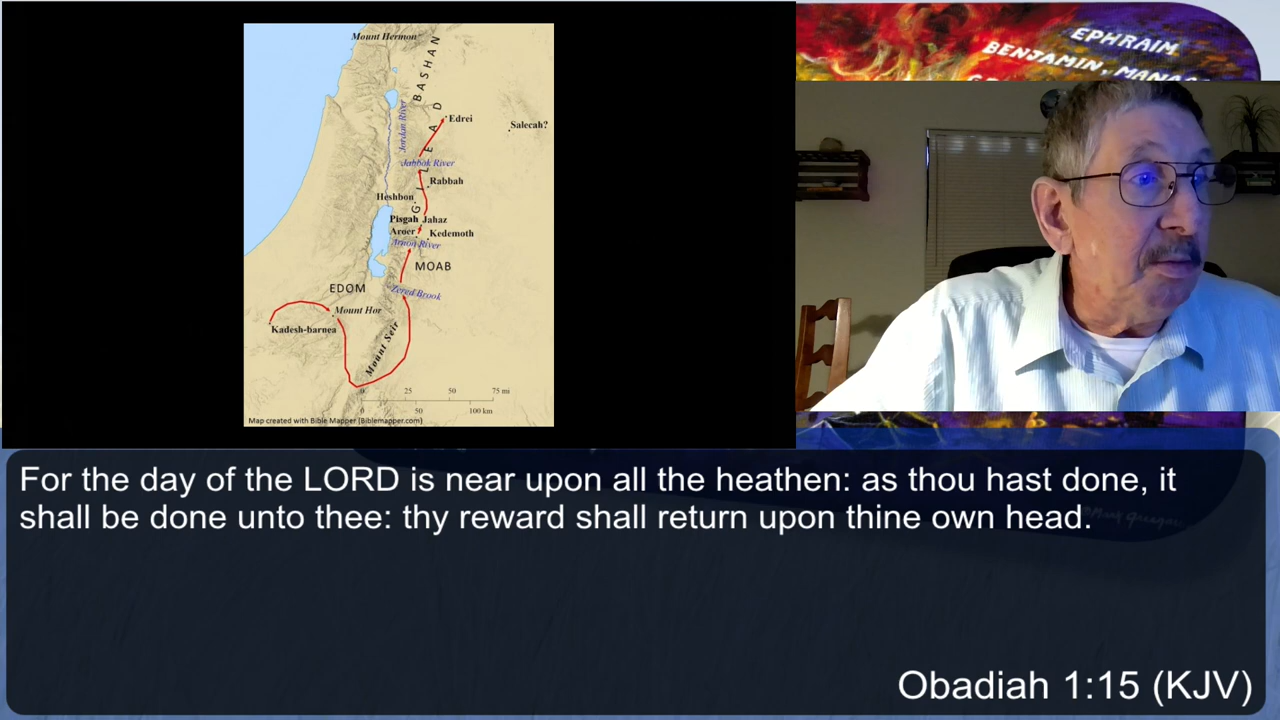 Mount Hermon
BASHAN
Jordan River
GILEAD
Edrei
Salecah?
Jabbok River
Rabbah
Heshbon
Pisgah Jahaz
Aroer Kedemoth
Arnon River
MOAB
EDOM
Zered Brook
Mount Hor
Kadesh-barnea
Mount Seir
0 25 50 75 mi
50 100 km
Map created with Bible Mapper (Biblemapper.com)
EPHRAIM
BENJAMIN,
For the day of the LORD is near upon all the heathen: as thou hast done, it
shall be done unto thee: thy reward shall return upon thine own head.
Obadiah 1:15 (KJV)